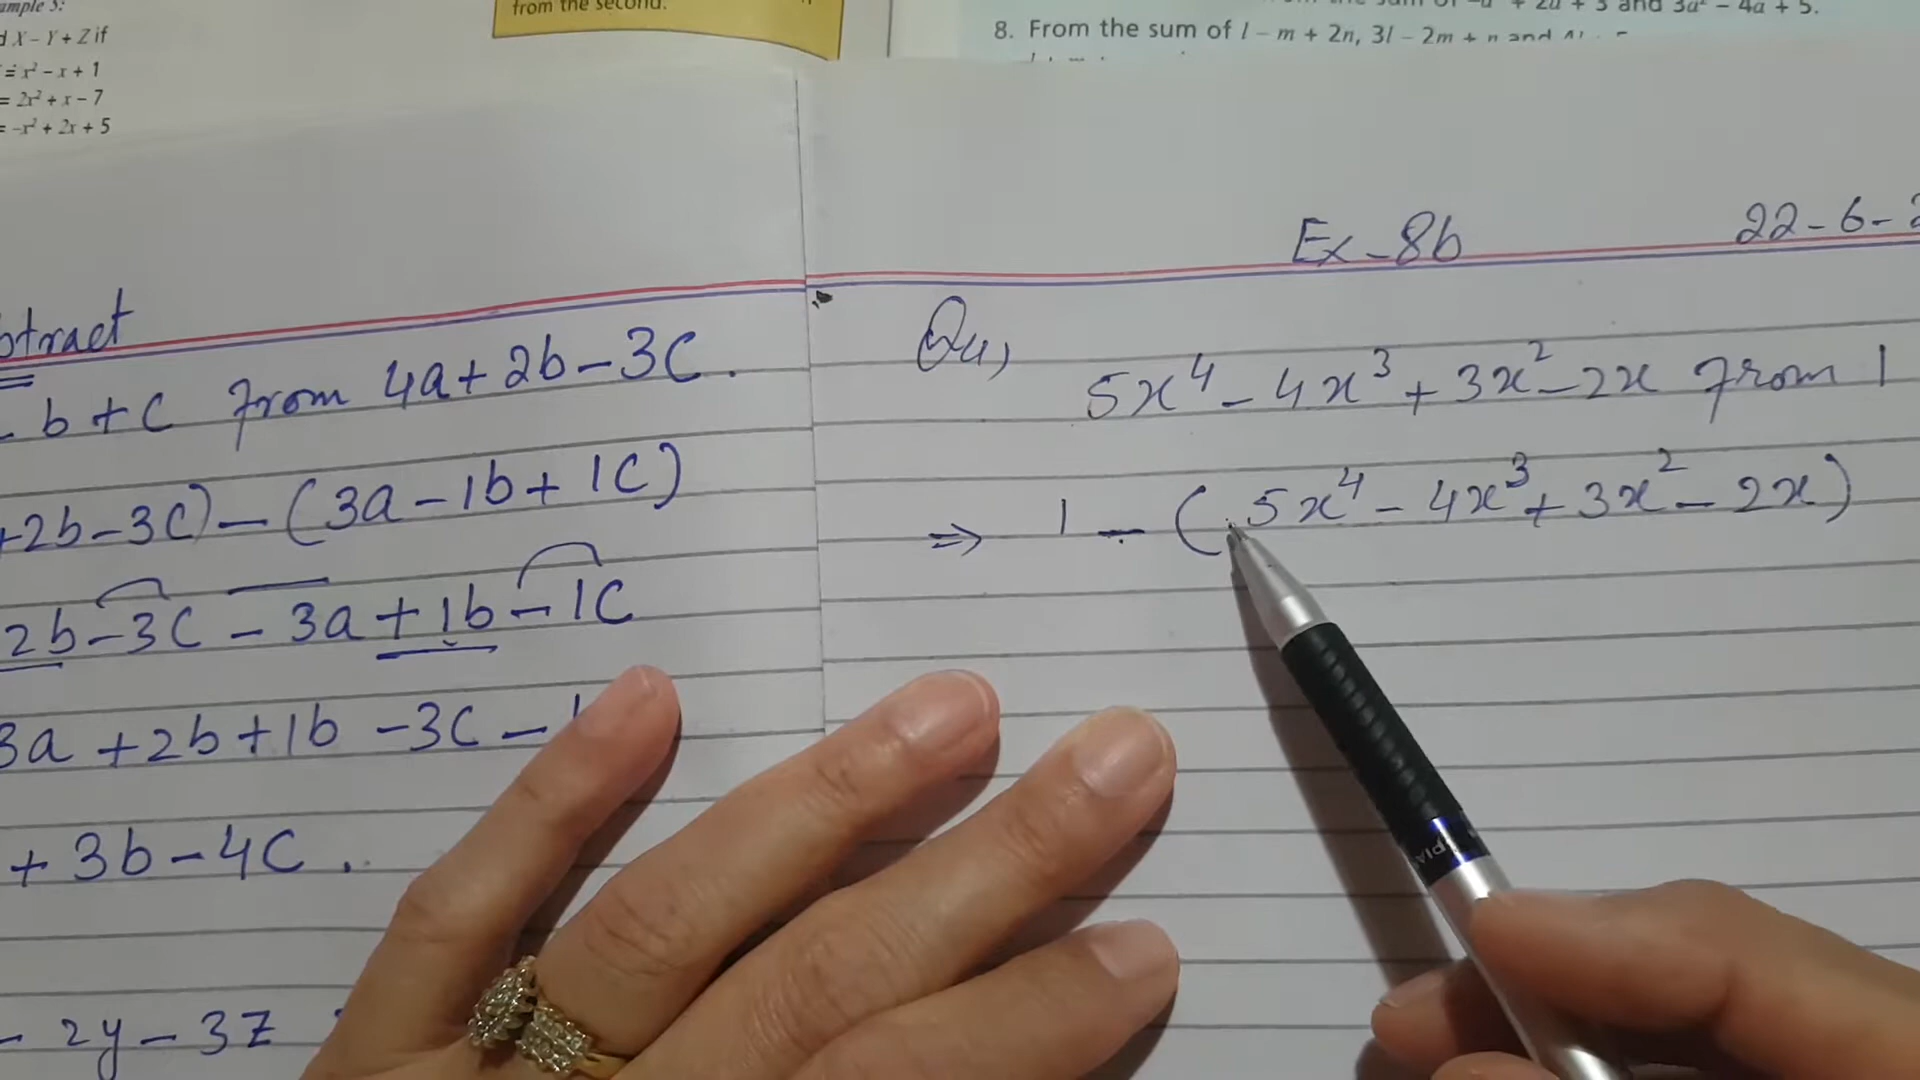 from the second.
X – Y + Z if
= x² – x + 1
= 2x² + x – 7
= –x² + 2x + 5
+ 2a + 3 and 3a² – 4a + 5.
8. From the sum of l – m + 2n, 3l – 2m + n and
– b + c from 4a + 2b – 3c.
+2b – 3c) – (3a – 1b + 1c)
2b – 3c – 3a + 1b – 1c
3a + 2b + 1b – 3c –
+ 3b – 4c.
– 2y – 3z
Ex – 8b
22 – 6 –
Q4,
5x⁴ – 4x³ + 3x² – 2x from 1
⇒ 1 – (5x⁴ – 4x³ + 3x² – 2x)